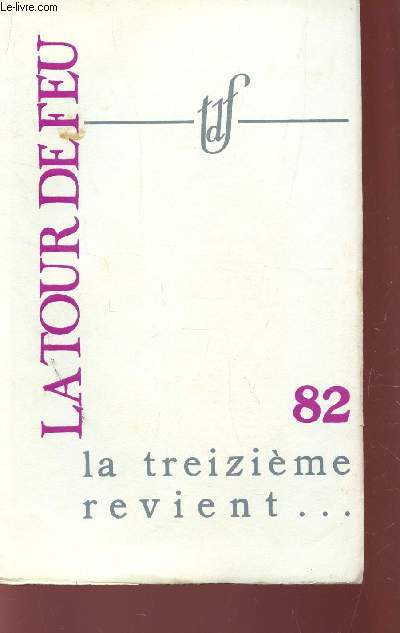 Le-livre.com
LA TOUR DE FEU
tdf
82
la treizième
revient...